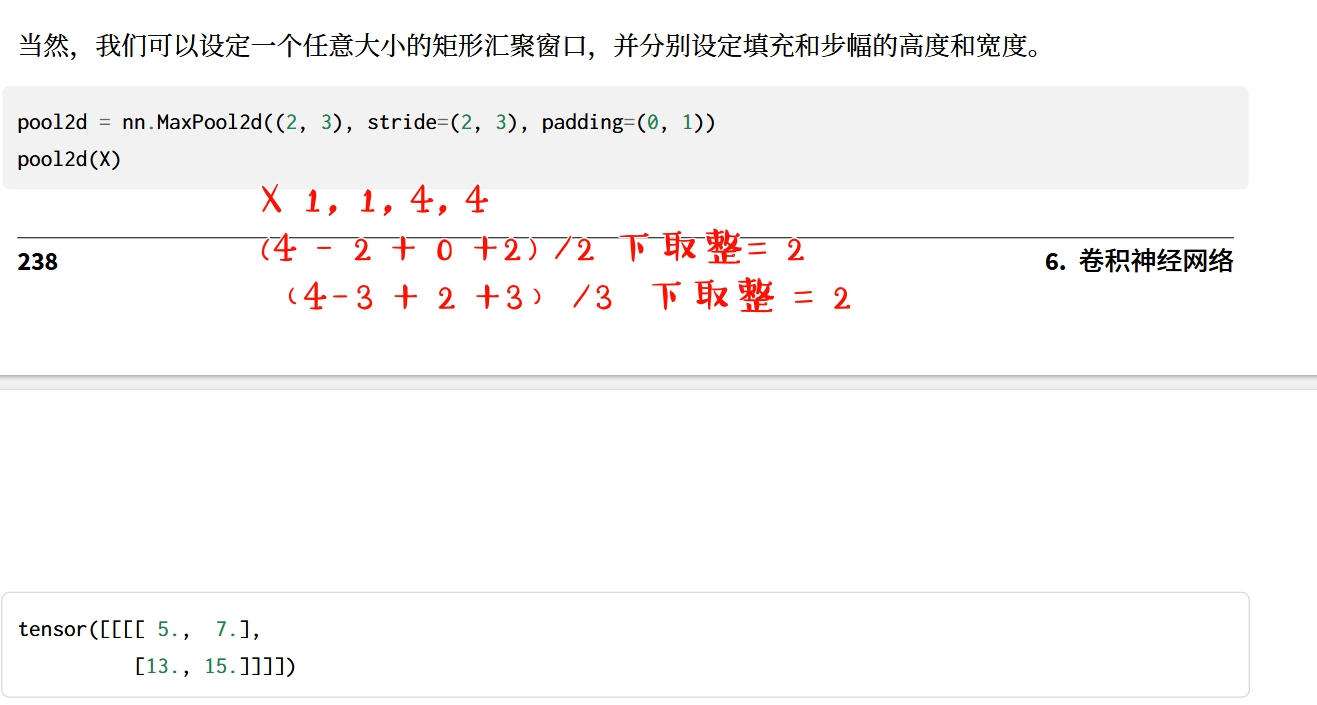 当然，我们可以设定一个任意大小的矩形汇聚窗口，并分别设定填充和步幅的高度和宽度。
pool2d = nn.MaxPool2d((2, 3), stride=(2, 3), padding=(0, 1))
pool2d(X)
X 1, 1, 4, 4
(4 - 2 + 0 +2) /2 下取整= 2
238
6. 卷积神经网络
(4-3 + 2 +3) /3 下取整 = 2
tensor([[[[ 5., 7.],
[13., 15.]]]])